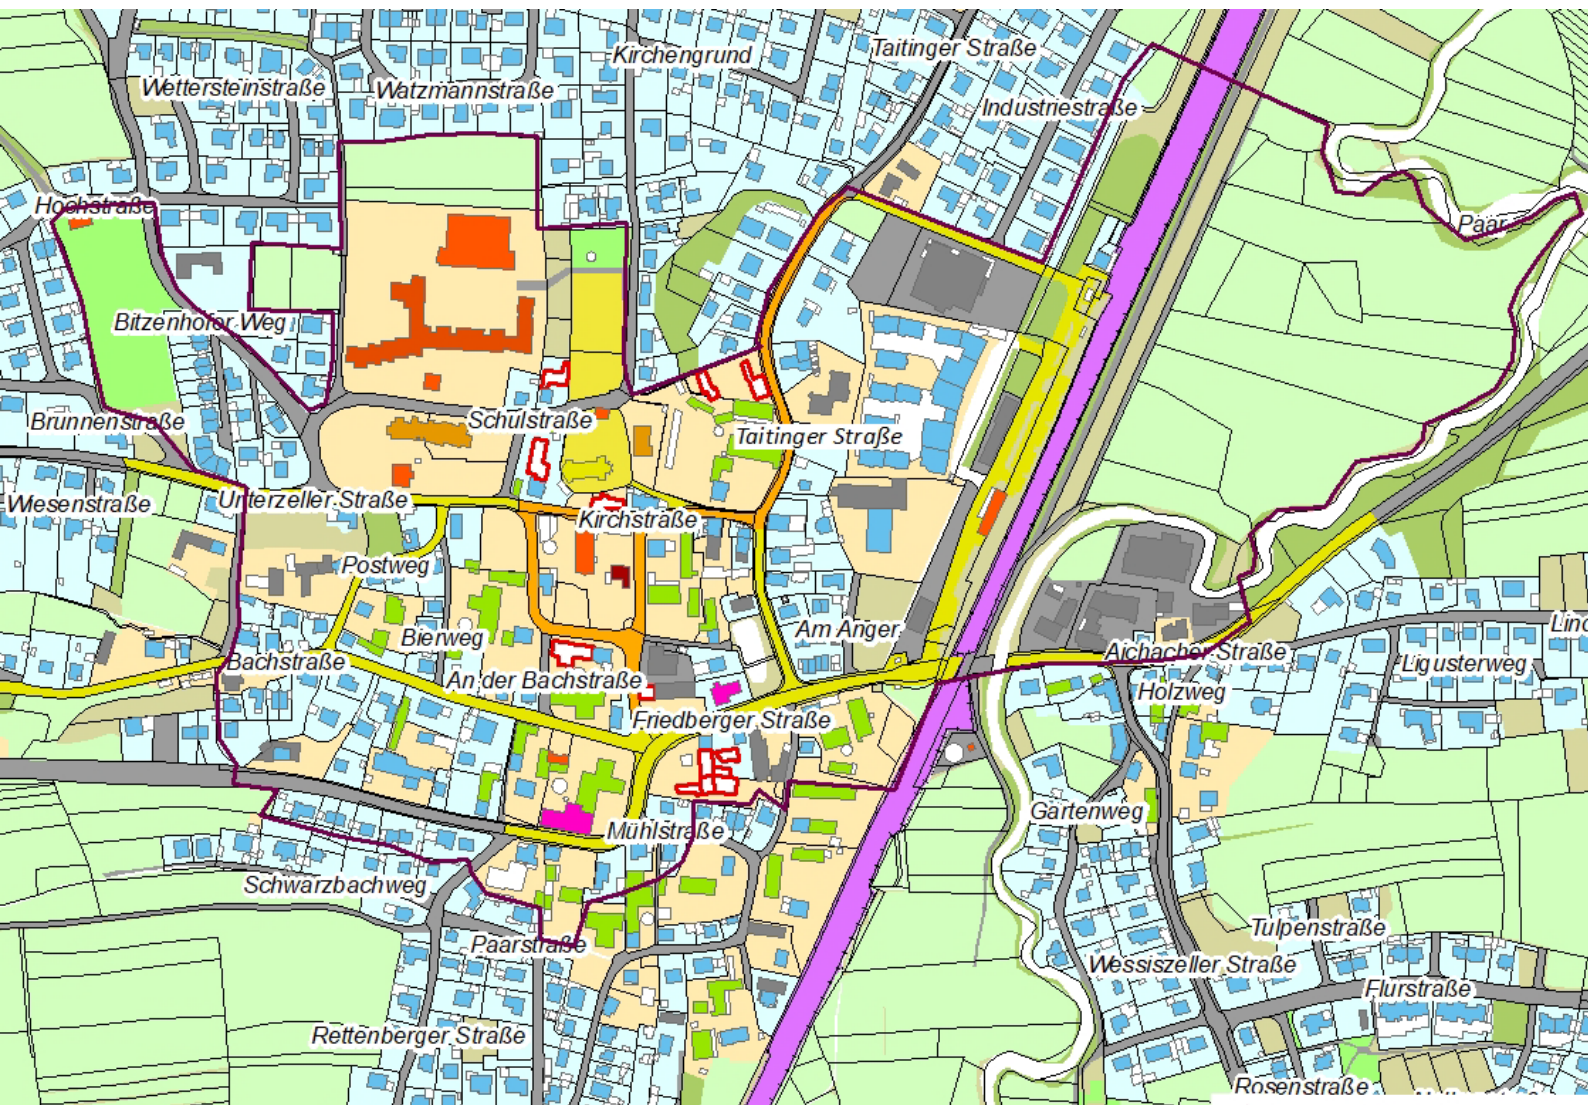 Kirchengrund
Taitinger Straße
Wettersteinstraße
Watzmannstraße
Industriestraße
Hochstraße
Paar
Bitzenhofer Weg
Brunnenstraße
Schulstraße
Taitinger Straße
Wiesenstraße
Unterzeller Straße
Kirchstraße
Postweg
Bierweg
Am Anger
Bachstraße
Aichacher Straße
Ligusterweg
An der Bachstraße
Holzweg
Friedberger Straße
Gartenweg
Mühlstraße
Schwarzbachweg
Paarstraße
Tulpenstraße
Wessiszeller Straße
Flurstraße
Rettenberger Straße
Rosenstraße